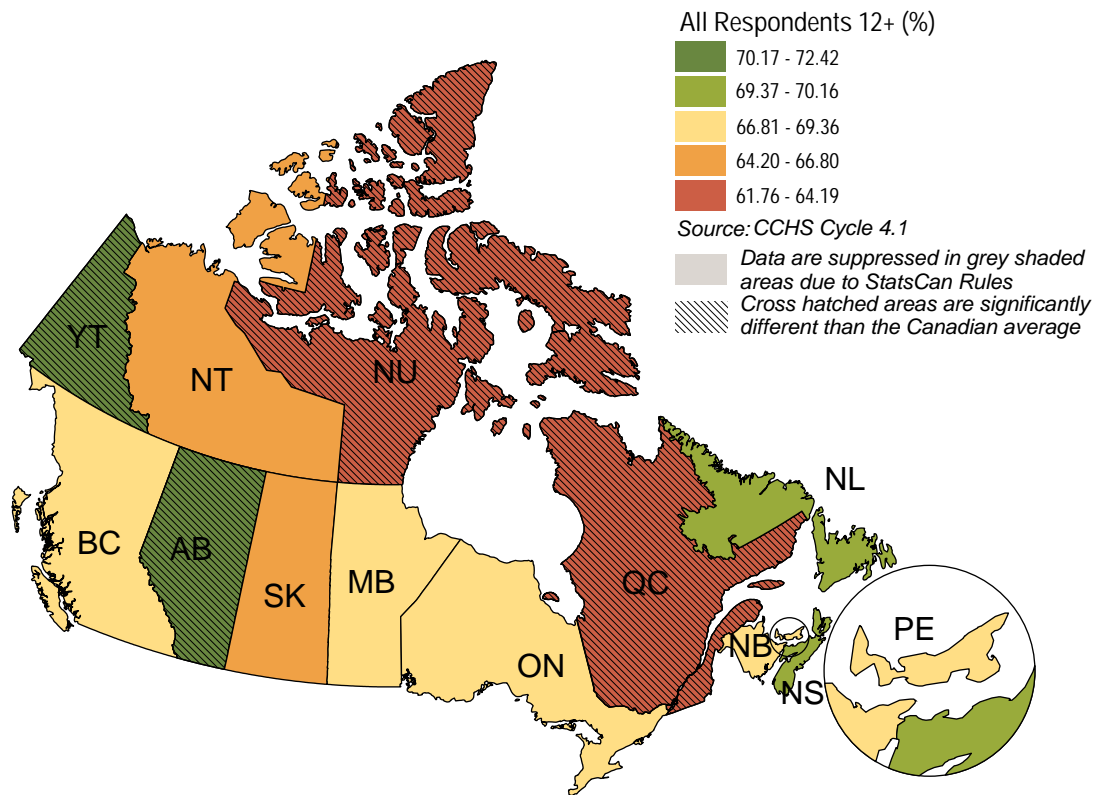 All Respondents 12+ (%)
70.17 - 72.42
69.37 - 70.16
66.81 - 69.36
64.20 - 66.80
61.76 - 64.19
Source: CCHS Cycle 4.1
Data are suppressed in grey shaded
areas due to StatsCan Rules
Cross hatched areas are significantly
different than the Canadian average
YT
NT
NU
NL
BC
AB
SK
MB
QC
ON
NB
NS
PE